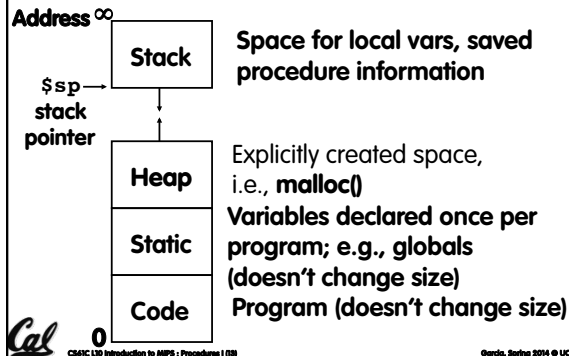 Address ∞
Stack
Space for local vars, saved
procedure information
$sp
stack
pointer
Heap
Explicitly created space,
i.e., malloc()
Static
Variables declared once per
program; e.g., globals
(doesn't change size)
Code
Program (doesn't change size)
0
Cal
CS61C L10 Introduction to MIPS : Procedures I (13)
Garcia, Spring 2014 © UC